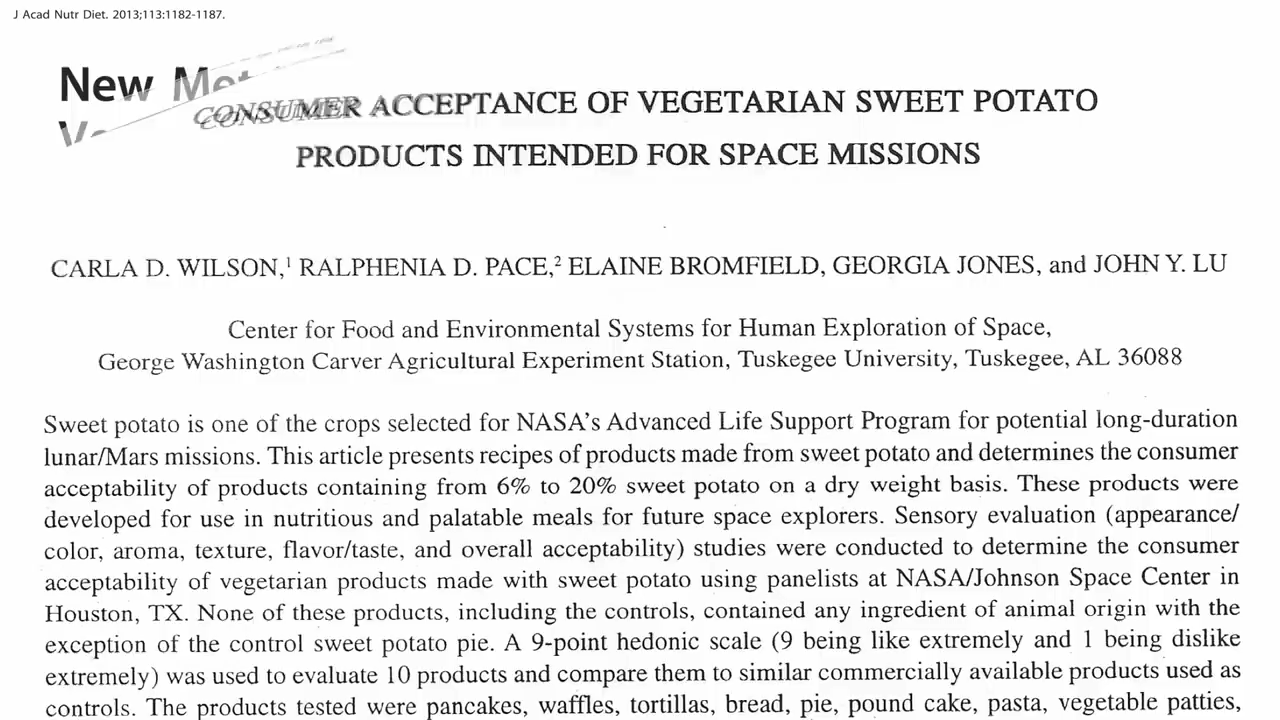 J Acad Nutr Diet. 2013;113:1182-1187.
New
CONSUMER ACCEPTANCE OF VEGETARIAN SWEET POTATO
PRODUCTS INTENDED FOR SPACE MISSIONS
CARLA D. WILSON,1 RALPHENIA D. PACE,2 ELAINE BROMFIELD, GEORGIA JONES, and JOHN Y. LU
Center for Food and Environmental Systems for Human Exploration of Space,
George Washington Carver Agricultural Experiment Station, Tuskegee University, Tuskegee, AL 36088
Sweet potato is one of the crops selected for NASA's Advanced Life Support Program for potential long-duration
lunar/Mars missions. This article presents recipes of products made from sweet potato and determines the consumer
acceptability of products containing from 6% to 20% sweet potato on a dry weight basis. These products were
developed for use in nutritious and palatable meals for future space explorers. Sensory evaluation (appearance/
color, aroma, texture, flavor/taste, and overall acceptability) studies were conducted to determine the consumer
acceptability of vegetarian products made with sweet potato using panelists at NASA/Johnson Space Center in
Houston, TX. None of these products, including the controls, contained any ingredient of animal origin with the
exception of the control sweet potato pie. A 9-point hedonic scale (9 being like extremely and 1 being dislike
extremely) was used to evaluate 10 products and compare them to similar commercially available products used as
controls. The products tested were pancakes, waffles, tortillas, bread, pie, pound cake, pasta, vegetable patties,